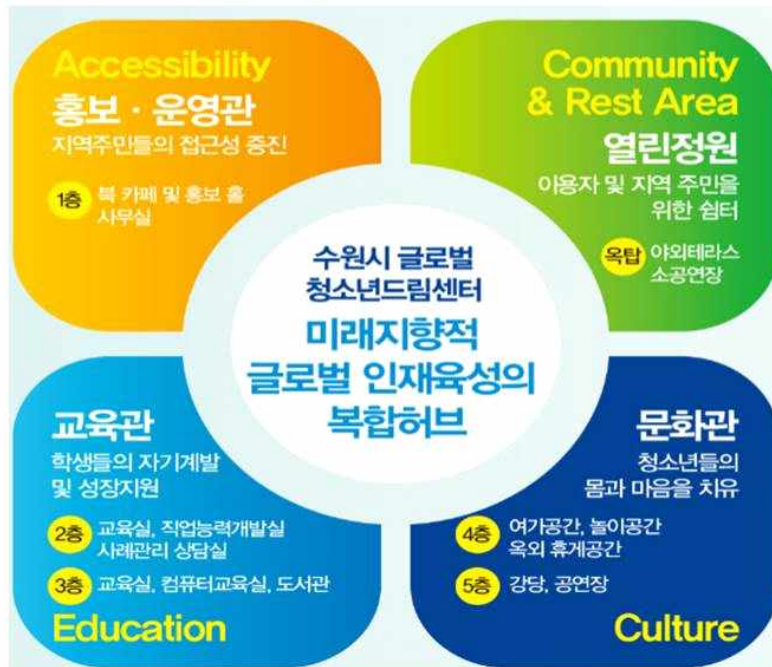 Accessibility
홍보 · 운영관
지역주민들의 접근성 증진
1층 북 카페 및 홍보 홀
사무실
Community
& Rest Area
열린정원
이용자 및 지역 주민을
위한 쉼터
옥탑 야외테라스
소공연장
수원시 글로벌
청소년드림센터
미래지향적
글로벌 인재육성의
복합허브
교육관
학생들의 자기계발
및 성장지원
2층 교육실, 직업능력개발실
사례관리 상담실
3층 교육실, 컴퓨터교육실, 도서관
Education
문화관
청소년들의
몸과 마음을 치유
4층 여가공간, 놀이공간
옥외 휴게공간
5층 강당, 공연장
Culture